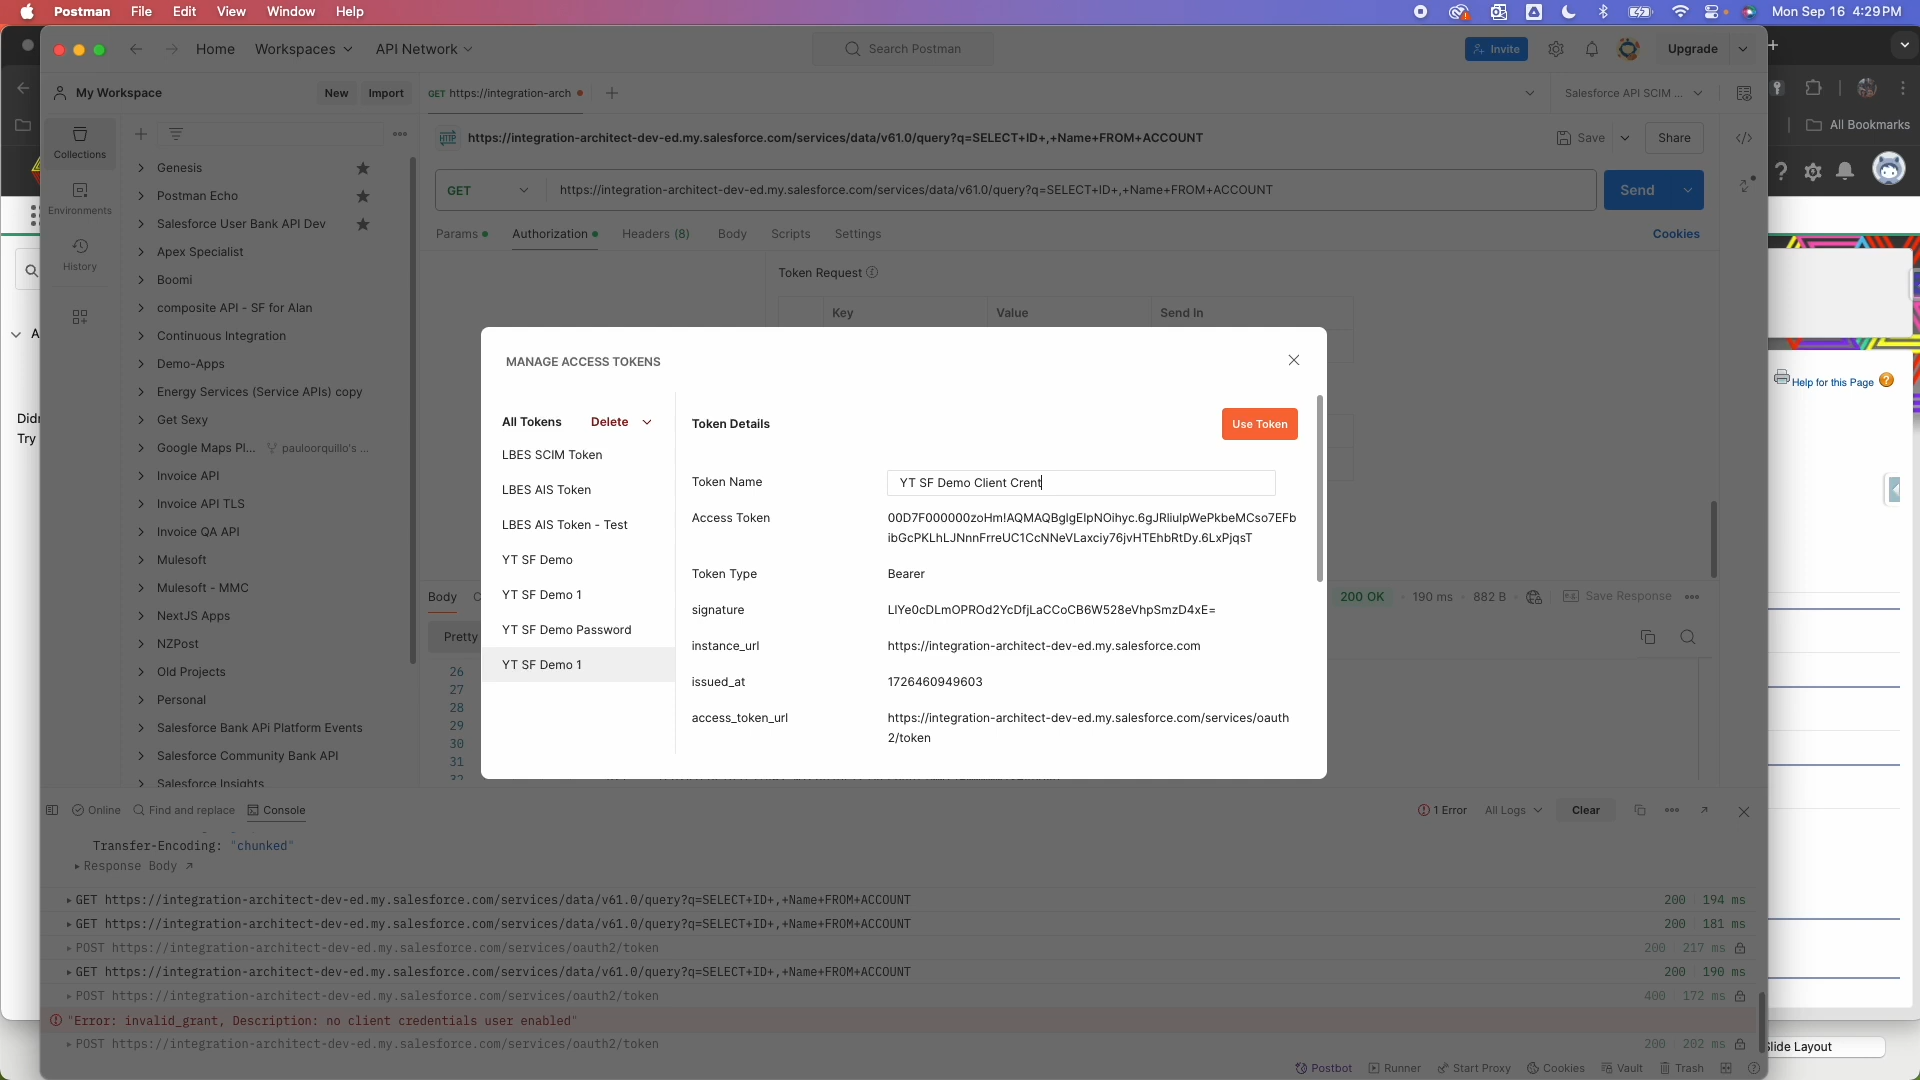 Postman File Edit View Window Help
Mon Sep 16 4:29PM
Home Workspaces API Network
Search Postman
Invite
Upgrade
My Workspace
New Import
GET https://integration-arch
Salesforce API SCIM ...
All Bookmarks
Collections
Environments
History
Genesis
Postman Echo
Salesforce User Bank API Dev
Apex Specialist
Boomi
composite API - SF for Alan
Continuous Integration
Demo-Apps
Energy Services (Service APIs) copy
Get Sexy
Google Maps Pl... pauloorquillo's ...
Invoice API
Invoice API TLS
Invoice QA API
Mulesoft
Mulesoft - MMC
NextJS Apps
NZPost
Old Projects
Personal
Salesforce Bank APi Platform Events
Salesforce Community Bank API
Salesforce Insights
HTTP https://integration-architect-dev-ed.my.salesforce.com/services/data/v61.0/query?q=SELECT+ID+,+Name+FROM+ACCOUNT
Save Share
GET https://integration-architect-dev-ed.my.salesforce.com/services/data/v61.0/query?q=SELECT+ID+,+Name+FROM+ACCOUNT
Send
Params Authorization Headers (8) Body Scripts Settings
Cookies
Token Request
Key Value Send In
MANAGE ACCESS TOKENS
All Tokens Delete
LBES SCIM Token
LBES AIS Token
LBES AIS Token - Test
YT SF Demo
YT SF Demo 1
YT SF Demo Password
YT SF Demo 1
Token Details
Use Token
Token Name YT SF Demo Client Crent
Access Token 00D7F000000zoHm!AQMAQBglgElpNOihyc.6gJRliulpWePkbeMCso7EFb
ibGcPKLhLJNnnFrreUC1CcNNeVLaxciy76jvHTEhbRtDy.6LxPjqsT
Token Type Bearer
signature LIYe0cDLmOPROd2YcDfjLaCCoCB6W528eVhpSmzD4xE=
instance_url https://integration-architect-dev-ed.my.salesforce.com
issued_at 1726460949603
access_token_url https://integration-architect-dev-ed.my.salesforce.com/services/oauth
2/token
Body
200 OK 190 ms 882 B Save Response
Pretty
26
27
28
29
30
31
32
Help for this Page
Didn
Try
Online Find and replace Console
1 Error All Logs Clear
Transfer-Encoding: "chunked"
Response Body
GET https://integration-architect-dev-ed.my.salesforce.com/services/data/v61.0/query?q=SELECT+ID+,+Name+FROM+ACCOUNT 200 194 ms
GET https://integration-architect-dev-ed.my.salesforce.com/services/data/v61.0/query?q=SELECT+ID+,+Name+FROM+ACCOUNT 200 181 ms
POST https://integration-architect-dev-ed.my.salesforce.com/services/oauth2/token 200 217 ms
GET https://integration-architect-dev-ed.my.salesforce.com/services/data/v61.0/query?q=SELECT+ID+,+Name+FROM+ACCOUNT 200 190 ms
POST https://integration-architect-dev-ed.my.salesforce.com/services/oauth2/token 400 172 ms
"Error: invalid_grant, Description: no client credentials user enabled"
POST https://integration-architect-dev-ed.my.salesforce.com/services/oauth2/token 200 202 ms
Slide Layout
Postbot Runner Start Proxy Cookies Vault Trash